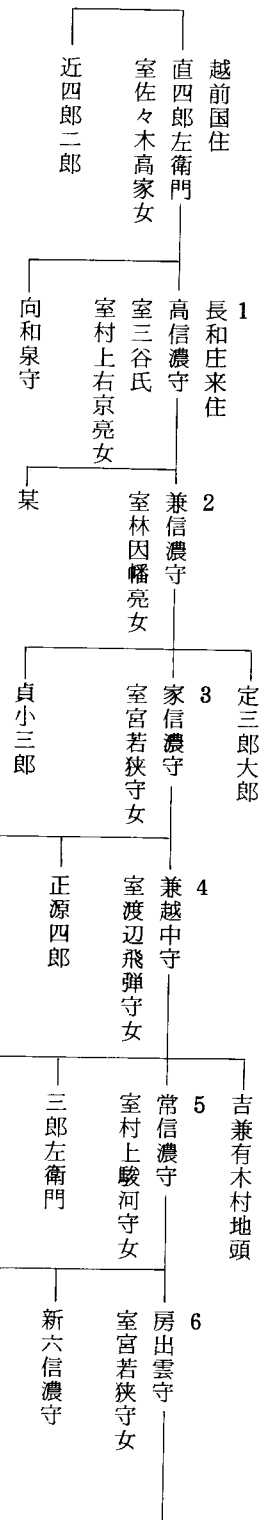 越前国住
直四郎左衛門
室佐々木高家女
近四郎二郎
1
長和庄来住
高信濃守
室三谷氏
室村上右京亮女
向和泉守
2
兼信濃守
室林因幡亮女
某
定三郎大郎
3
家信濃守
室宮若狭守女
貞小三郎
4
兼越中守
室渡辺飛弾守女
正源四郎
吉兼有木村地頭
5
常信濃守
室村上駿河守女
三郎左衛門
6
房出雲守
室宮若狭守女
新六信濃守